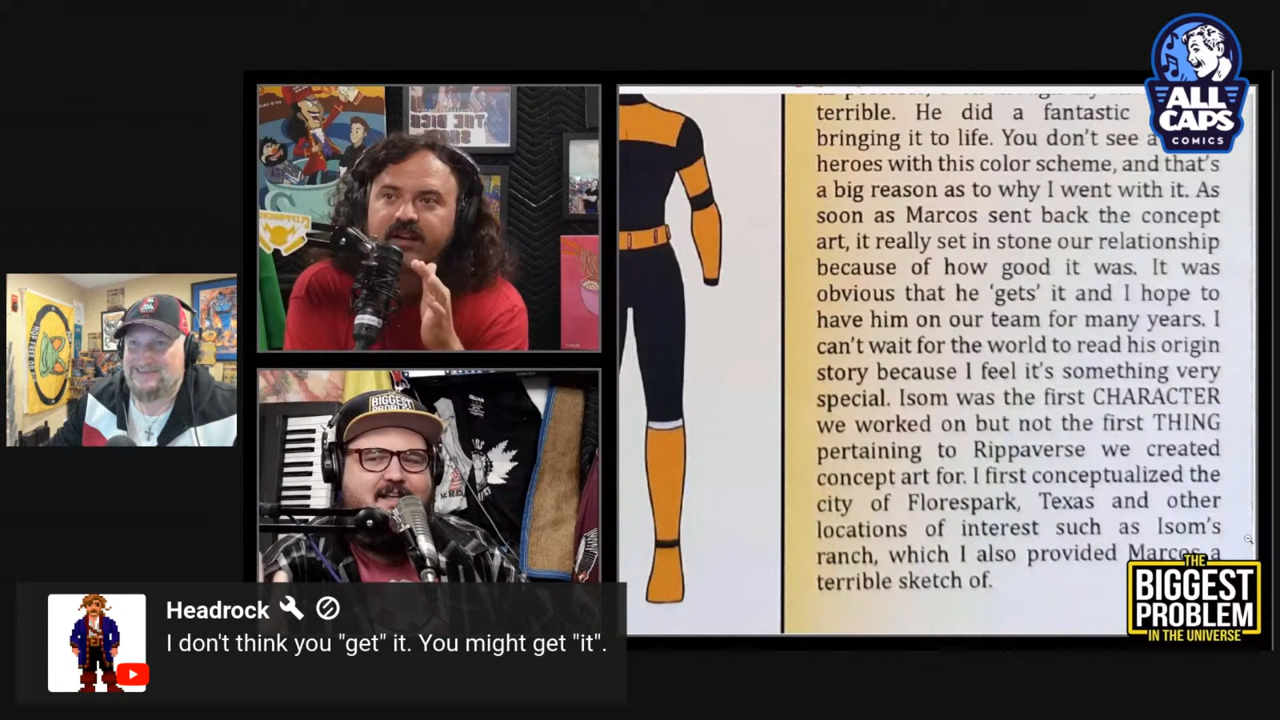 ALL
CAPS
COMICS
terrible. He did a fantastic
bringing it to life. You don't see a
heroes with this color scheme, and that's
a big reason as to why I went with it. As
soon as Marcos sent back the concept
art, it really set in stone our relationship
because of how good it was. It was
obvious that he 'gets' it and I hope to
have him on our team for many years. I
can't wait for the world to read his origin
story because I feel it's something very
special. Isom was the first CHARACTER
we worked on but not the first THING
pertaining to Rippaverse we created
concept art for. I first conceptualized the
city of Florespark, Texas and other
locations of interest such as Isom's
ranch, which I also provided Marcos a
terrible sketch of.
THE
BIGGEST
PROBLEM
IN THE UNIVERSE
BIGGEST
PROBLEM
Headrock
I don't think you "get" it. You might get "it".